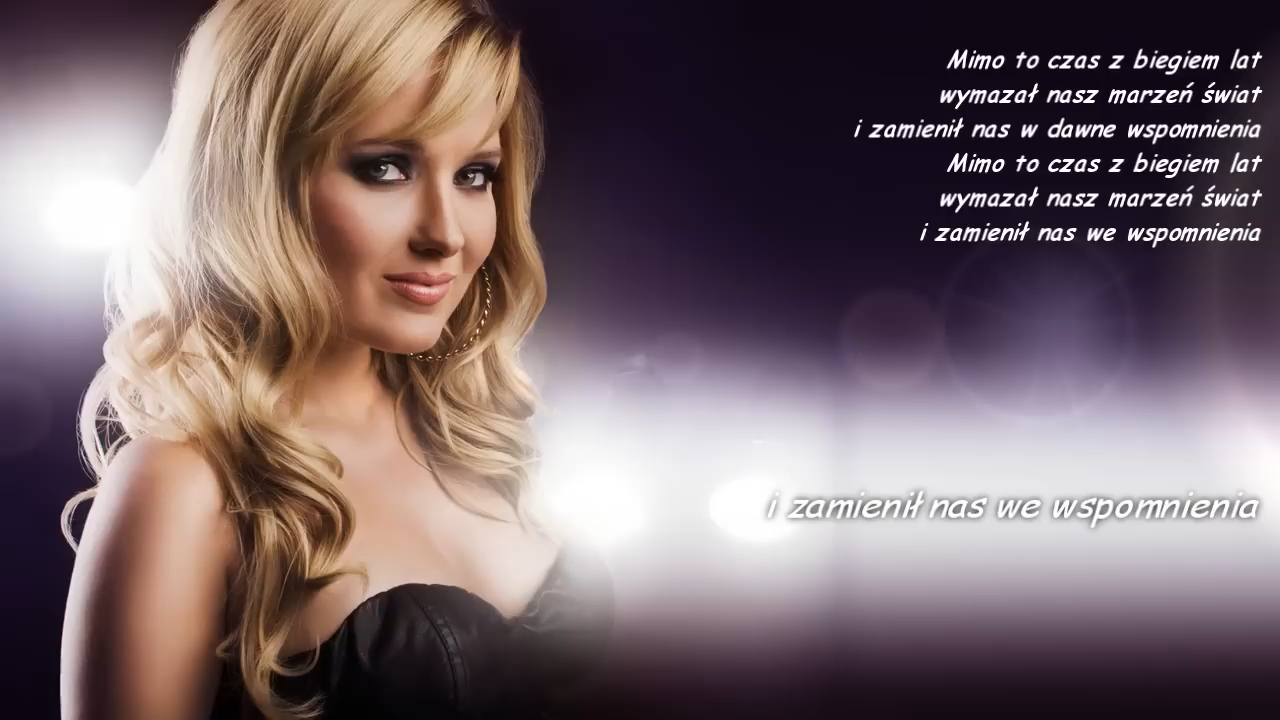 Mimo to czas z biegiem lat
wymazał nasz marzeń świat
i zamienił nas w dawne wspomnienia
Mimo to czas z biegiem lat
wymazał nasz marzeń świat
i zamienił nas we wspomnienia
i zamienił nas we wspomnienia